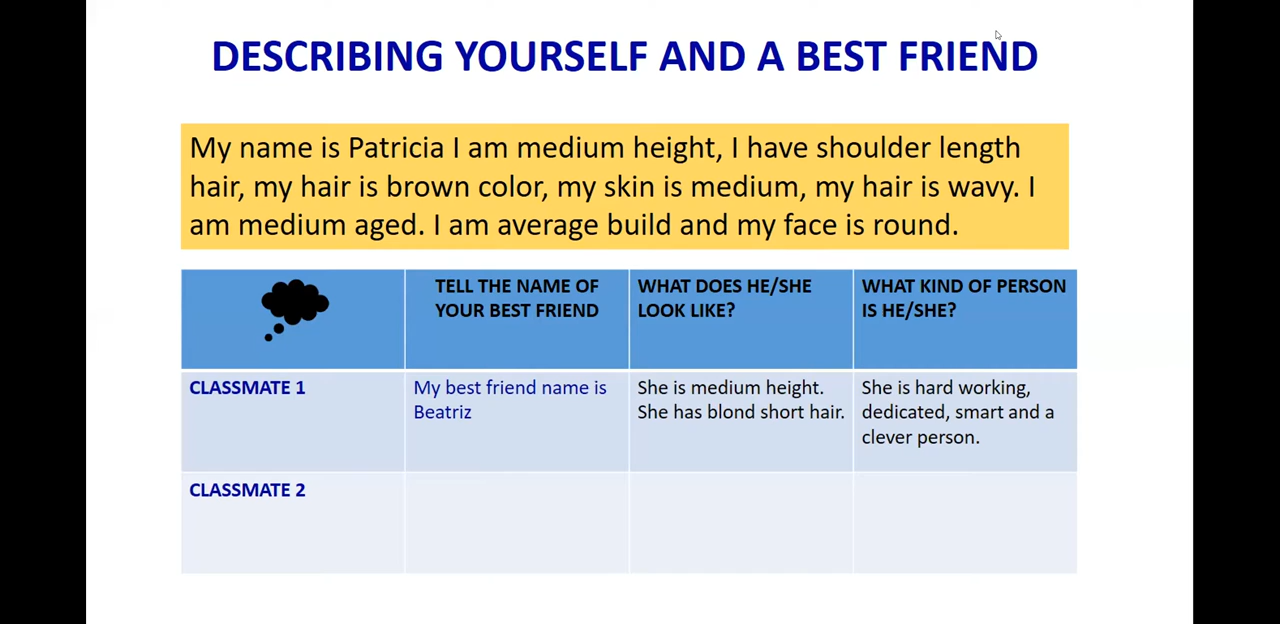 DESCRIBING YOURSELF AND A BEST FRIEND
My name is Patricia I am medium height, I have shoulder length
hair, my hair is brown color, my skin is medium, my hair is wavy. I
am medium aged. I am average build and my face is round.
TELL THE NAME OF
YOUR BEST FRIEND
WHAT DOES HE/SHE
LOOK LIKE?
WHAT KIND OF PERSON
IS HE/SHE?
CLASSMATE 1
My best friend name is
Beatriz
She is medium height.
She has blond short hair.
She is hard working,
dedicated, smart and a
clever person.
CLASSMATE 2